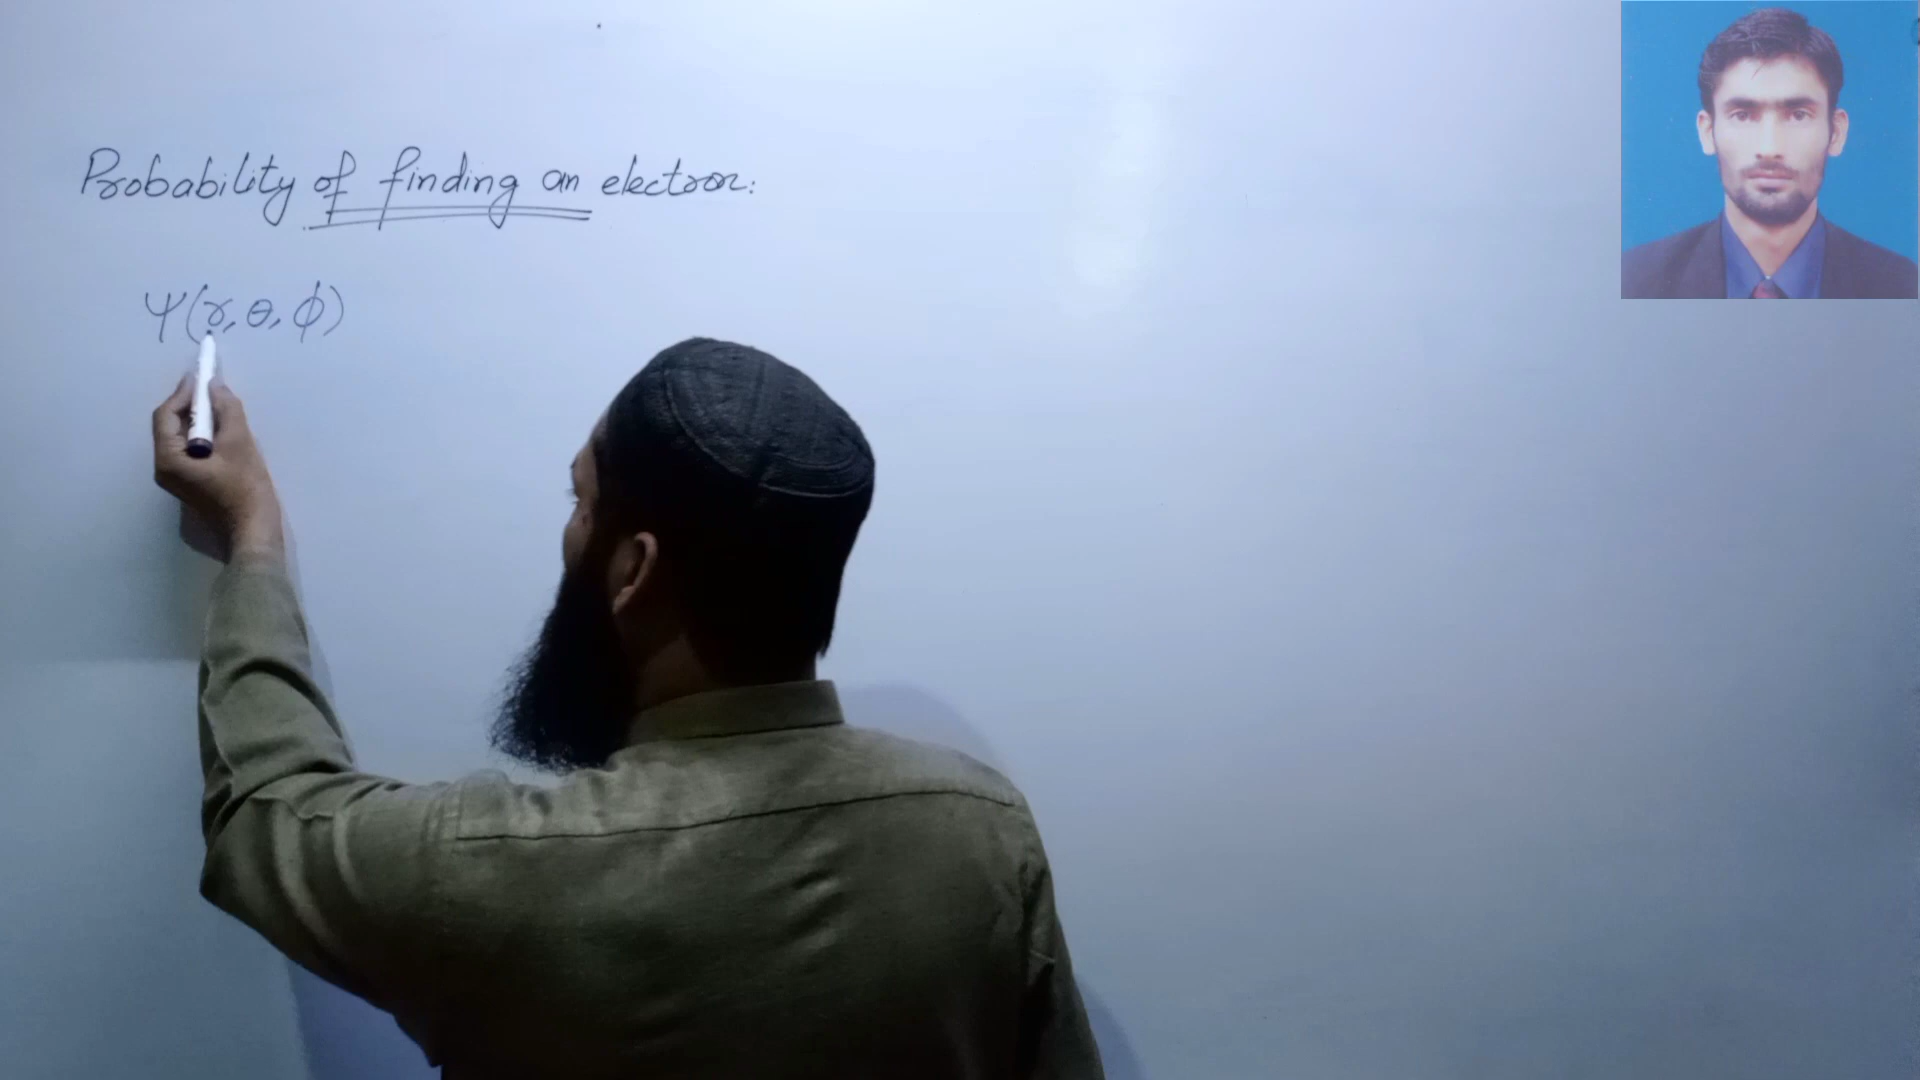 Probability of finding an electron:
Ψ(r, θ, ϕ)